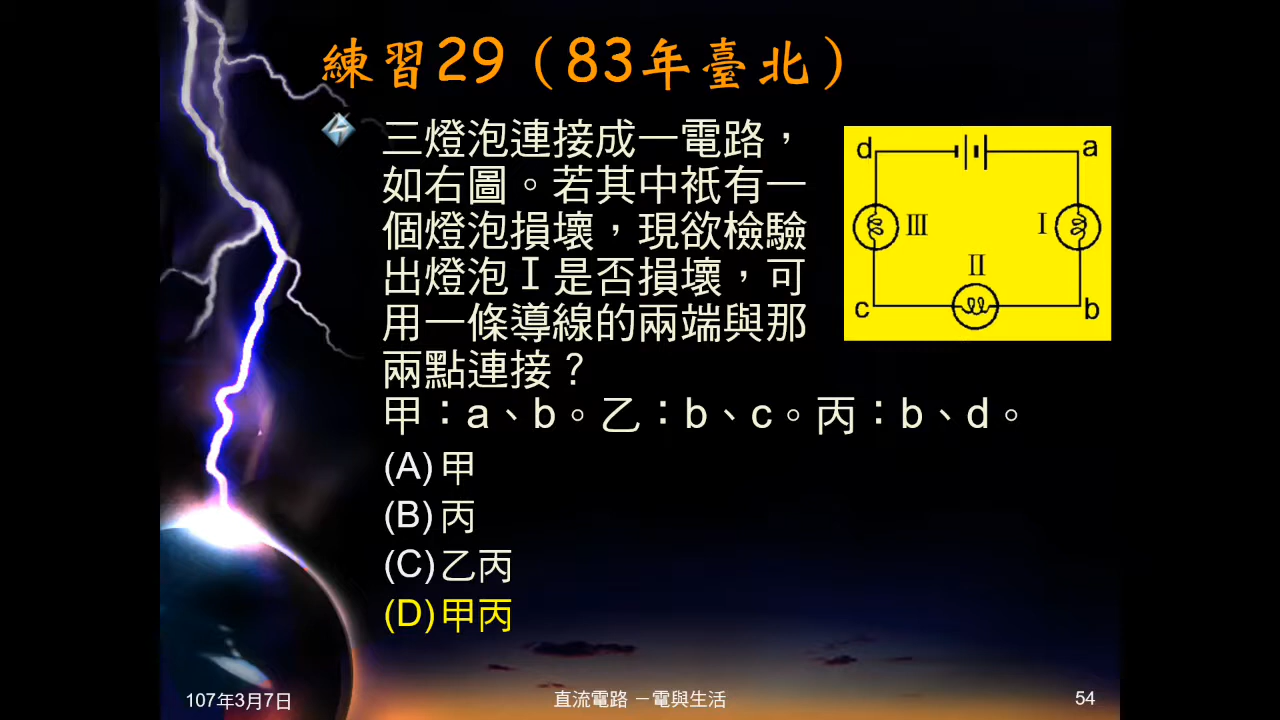 練習29（83年臺北）
三燈泡連接成一電路，
如右圖。若其中祇有一
個燈泡損壞，現欲檢驗
出燈泡Ⅰ是否損壞，可
用一條導線的兩端與那
兩點連接？
甲：a、b。乙：b、c。丙：b、d。
(A)甲
(B)丙
(C)乙丙
(D)甲丙
d
a
Ⅲ
Ⅰ
Ⅱ
c
b
107年3月7日
直流電路 －電與生活
54